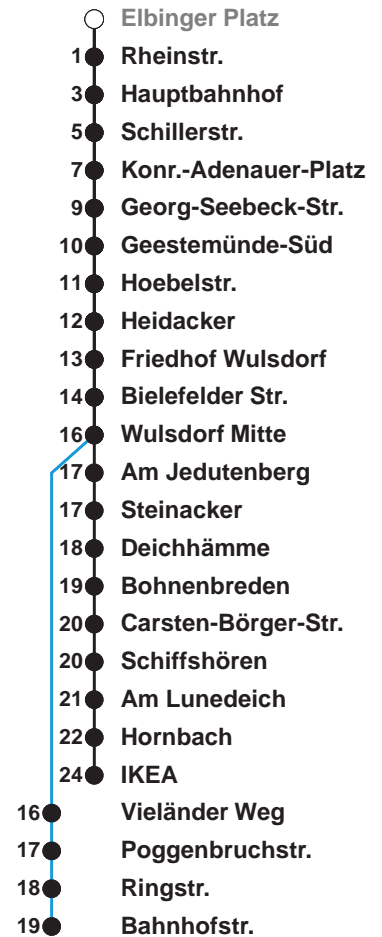 Elbinger Platz
1 Rheinstr.
3 Hauptbahnhof
5 Schillerstr.
7 Konr.-Adenauer-Platz
9 Georg-Seebeck-Str.
10 Geestemünde-Süd
11 Hoebelstr.
12 Heidacker
13 Friedhof Wulsdorf
14 Bielefelder Str.
16 Wulsdorf Mitte
17 Am Jedutenberg
17 Steinacker
18 Deichhämme
19 Bohnenbreden
20 Carsten-Börger-Str.
20 Schiffshören
21 Am Lunedeich
22 Hornbach
24 IKEA
16 Vieländer Weg
17 Poggenbruchstr.
18 Ringstr.
19 Bahnhofstr.